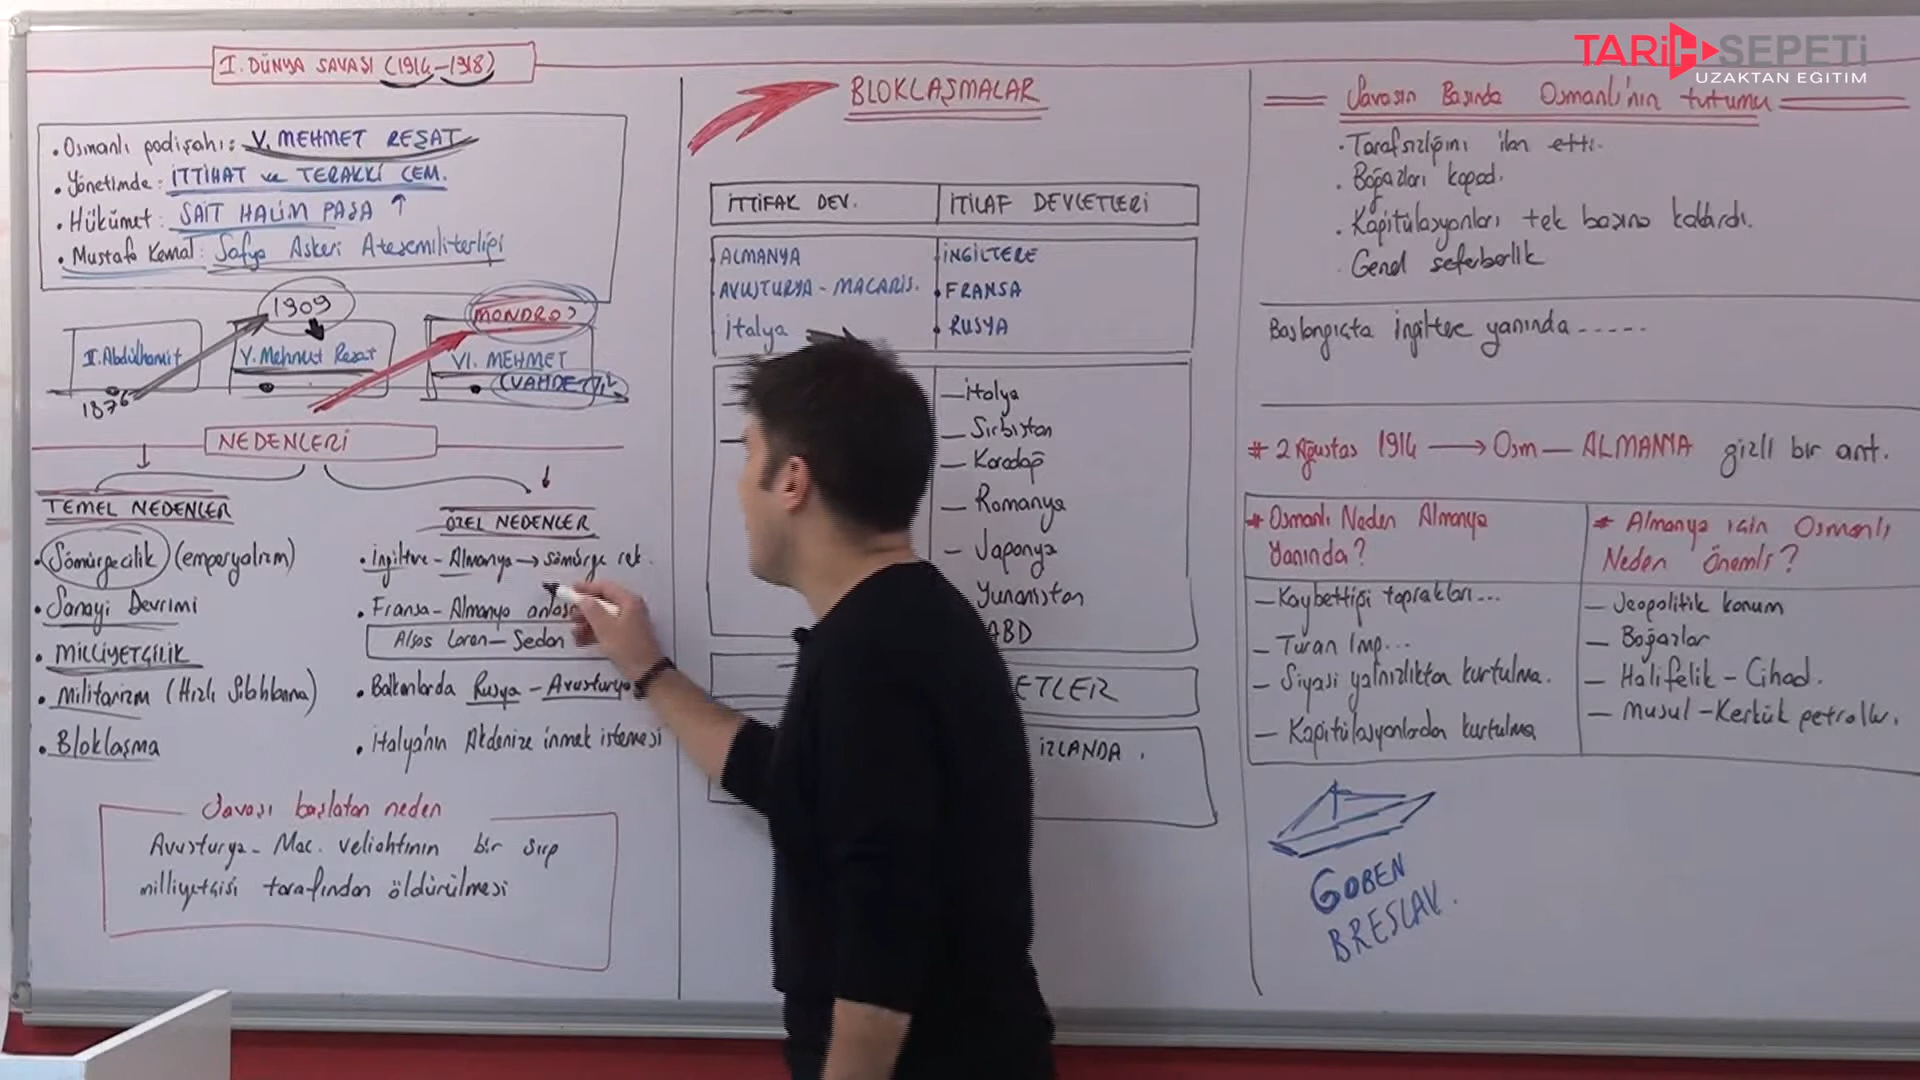 TARİH SEPETİ
UZAKTAN EĞİTİM
I. DÜNYA SAVAŞI (1914-1918)
• Osmanlı padişahı: V. MEHMET REŞAT
• Yönetimde: İTTİHAT ve TERAKKİ CEM.
• Hükümet: SAİT HALİM PAŞA ↑
• Mustafa Kemal: Sofya Askeri Ateşemiliterliği
1909
MONDROS
II. Abdülhamit
V. Mehmet Reşat
VI. MEHMET
(VAHDETTİN)
1876
NEDENLERİ
TEMEL NEDENLER
• Sömürgecilik (emperyalizm)
• Sanayi Devrimi
• MİLLİYETÇİLİK
• Militarizm (Hızlı Silahlanma)
• Bloklaşma
ÖZEL NEDENLER
• İngiltere - Almanya → sömürge rek.
• Fransa - Almanya
Alsas Loren - Sedan
• Balkanlarda Rusya - Avusturya
• İtalya'nın Akdenize inmek istemesi
Savaşı başlatan neden
Avusturya - Mac. veliahtının bir sırp
milliyetçisi tarafından öldürülmesi
BLOKLAŞMALAR
İTTİFAK DEV.
İTİLAF DEVLETLERİ
ALMANYA
AVUSTURYA - MACARİS.
İtalya
İNGİLTERE
• FRANSA
• RUSYA
- İtalya
- Sırbistan
- Karadağ
- Romanya
- Japonya
Yunanistan
ABD
ETLER
İZLANDA.
Savaşın Başında Osmanlı'nın tutumu
· Tarafsızlığını ilan etti.
· Boğazları kapad.
· Kapitülasyonları tek başına kaldırdı.
· Genel seferberlik
Başlangıçta İngiltere yanında -----
# 2 Ağustos 1914 → Osm - ALMANYA gizli bir ant.
* Osmanlı Neden Almanya
Yanında?
- Kaybettiği toprakları...
- Turan İmp...
- Siyasi yalnızlıktan kurtulma.
- Kapitülasyonlardan kurtulma
* Almanya için Osmanlı
Neden Önemli?
- Jeopolitik konum
- Boğazlar
- Halifelik - Cihad.
- Musul - Kerkük petroller.
GOBEN
BRESLAV.